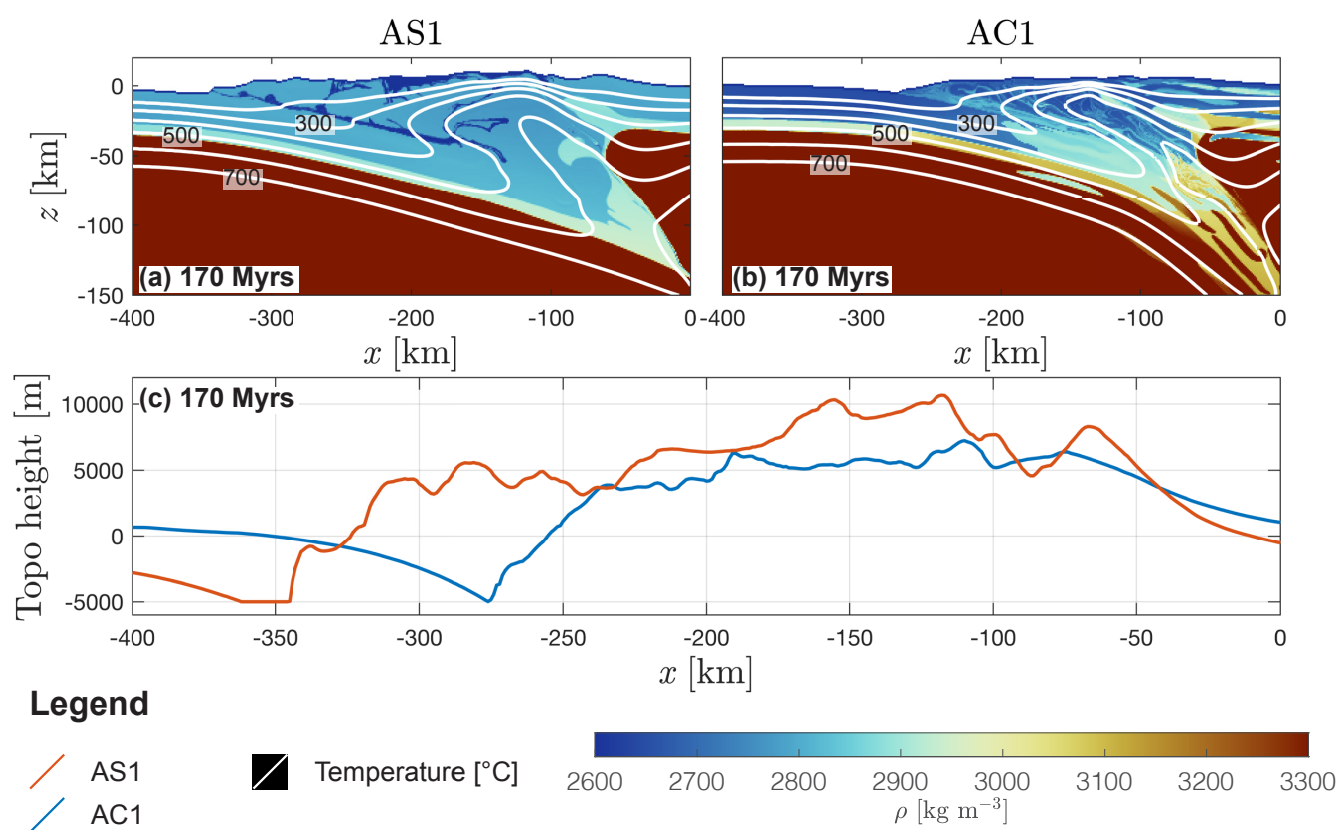 AS1
AC1
0
-50
-100
-150
z [km]
300
500
700
(a) 170 Myrs
300
500
700
(b) 170 Myrs
-400
-300
-200
-100
0
-400
-300
-200
-100
0
x [km]
x [km]
(c) 170 Myrs
10000
5000
0
-5000
Topo height [m]
-400
-350
-300
-250
-200
-150
-100
-50
0
x [km]
Legend
AS1
AC1
Temperature [°C]
2600
2700
2800
2900
3000
3100
3200
3300
ρ [kg m⁻³]